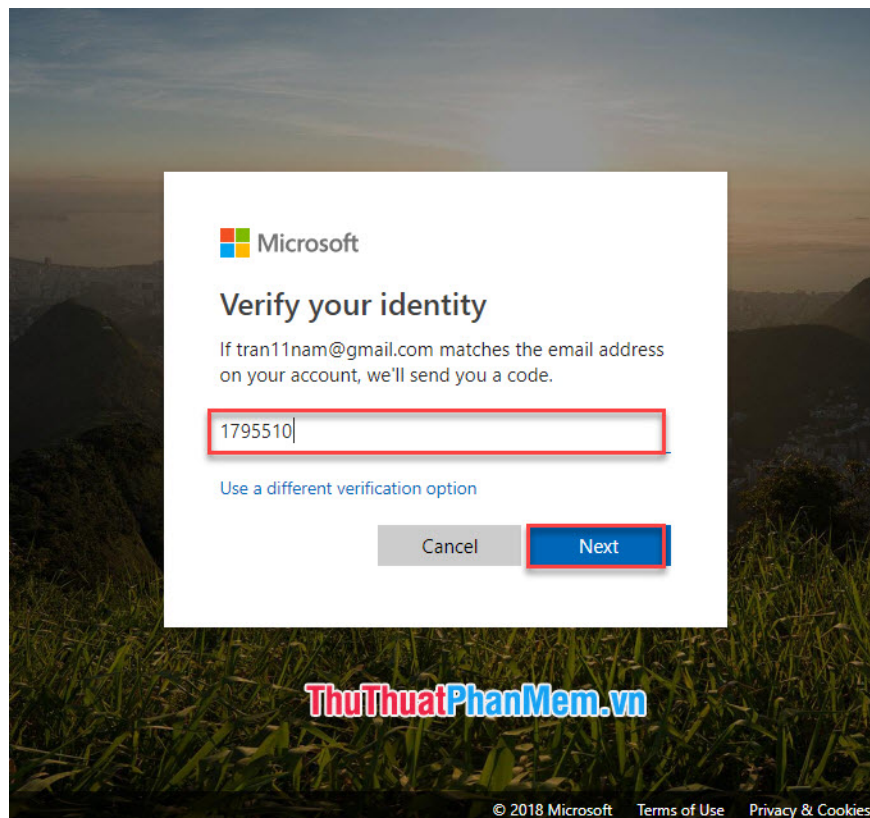 Microsoft
Verify your identity
If tran11nam@gmail.com matches the email address
on your account, we'll send you a code.
1795510
Use a different verification option
Cancel
Next
ThuThuatPhanMem.vn
© 2018 Microsoft Terms of Use Privacy & Cookies